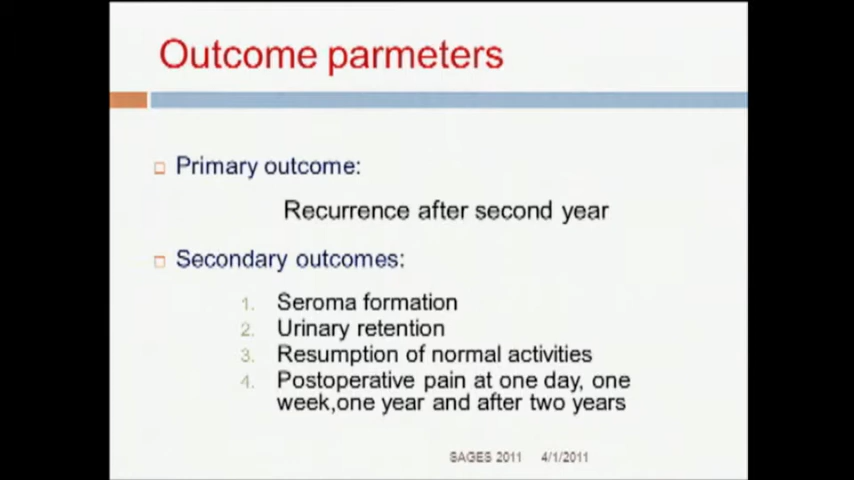 Outcome parmeters
Primary outcome:
Recurrence after second year
Secondary outcomes:
1. Seroma formation
2. Urinary retention
3. Resumption of normal activities
4. Postoperative pain at one day, one
week,one year and after two years
SAGES 2011 4/1/2011